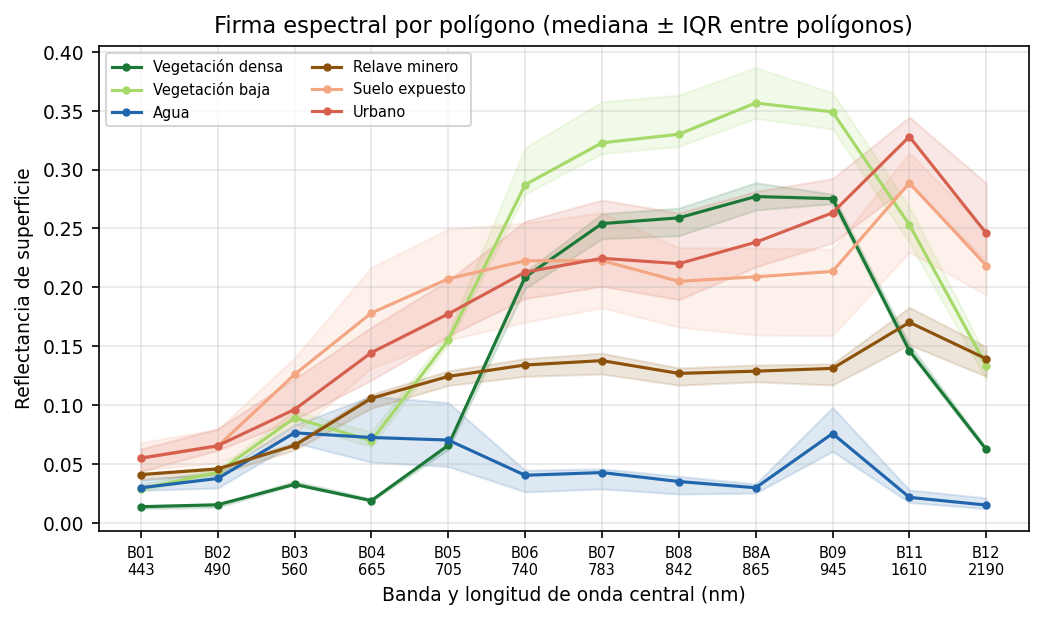 Firma espectral por polígono (mediana ± IQR entre polígonos)
Vegetación densa
Vegetación baja
Agua
Relave minero
Suelo expuesto
Urbano
Reflectancia de superficie
0.40
0.35
0.30
0.25
0.20
0.15
0.10
0.05
0.00
B01 B02 B03 B04 B05 B06 B07 B08 B8A B09 B11 B12
443 490 560 665 705 740 783 842 865 945 1610 2190
Banda y longitud de onda central (nm)